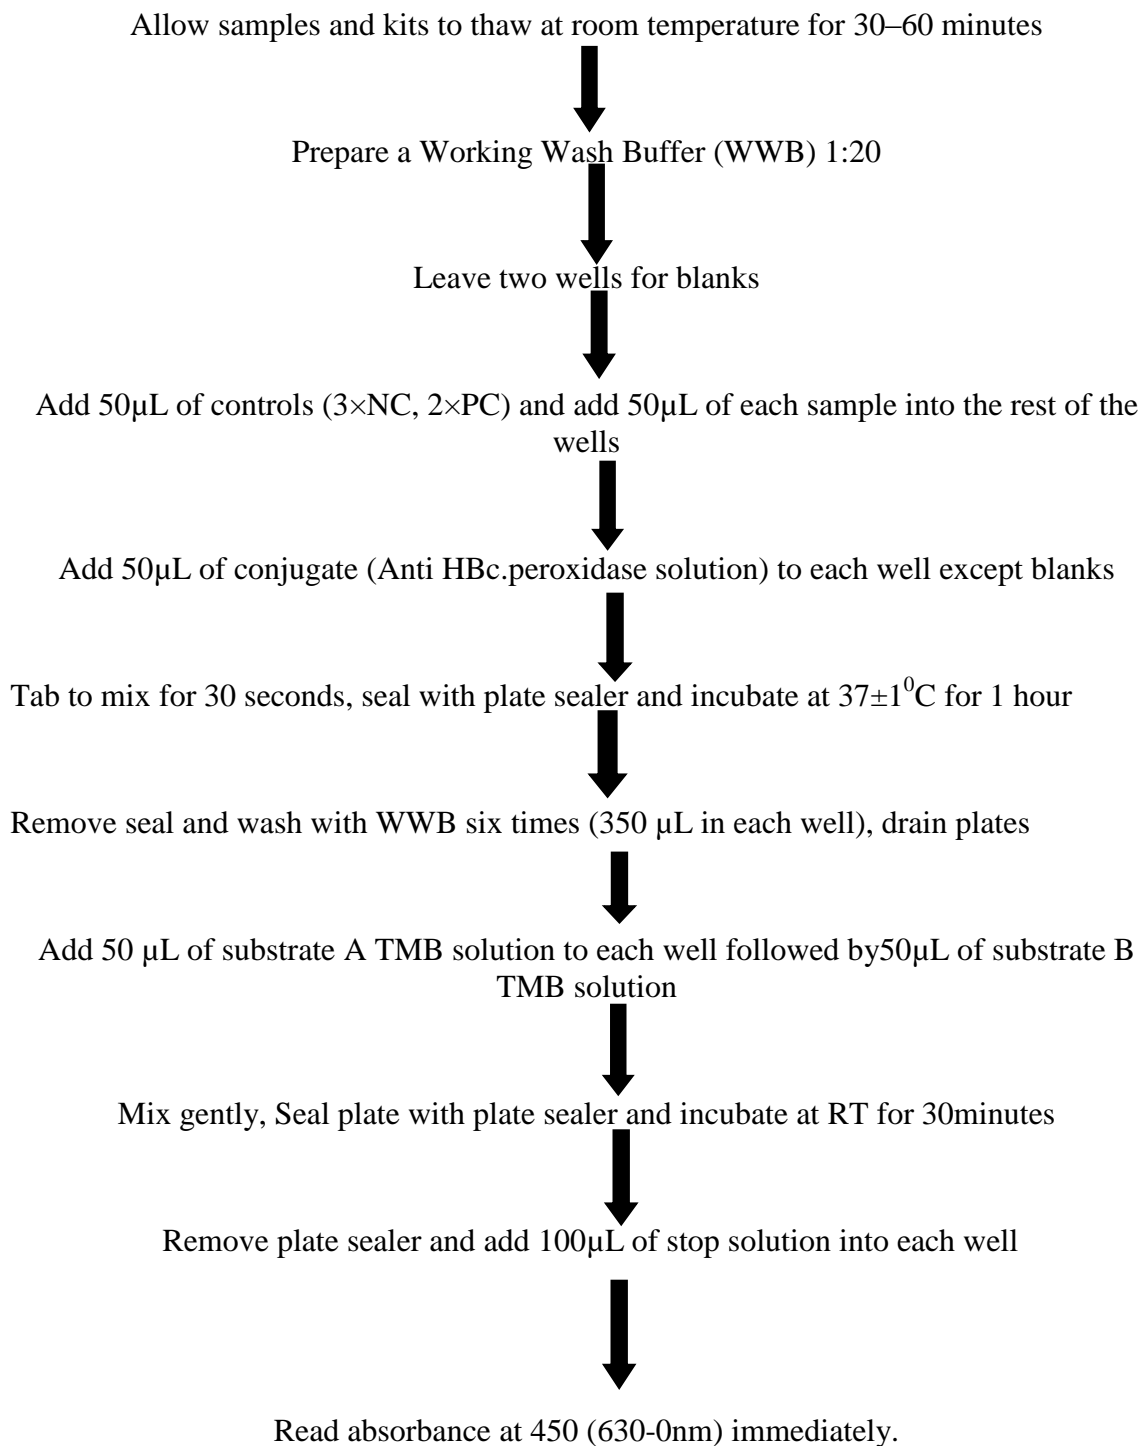 Allow samples and kits to thaw at room temperature for 30–60 minutes
Prepare a Working Wash Buffer (WWB) 1:20
Leave two wells for blanks
Add 50µL of controls (3×NC, 2×PC) and add 50µL of each sample into the rest of the
wells
Add 50µL of conjugate (Anti HBc.peroxidase solution) to each well except blanks
Tab to mix for 30 seconds, seal with plate sealer and incubate at 37±1⁰C for 1 hour
Remove seal and wash with WWB six times (350 µL in each well), drain plates
Add 50 µL of substrate A TMB solution to each well followed by50µL of substrate B
TMB solution
Mix gently, Seal plate with plate sealer and incubate at RT for 30minutes
Remove plate sealer and add 100µL of stop solution into each well
Read absorbance at 450 (630-0nm) immediately.